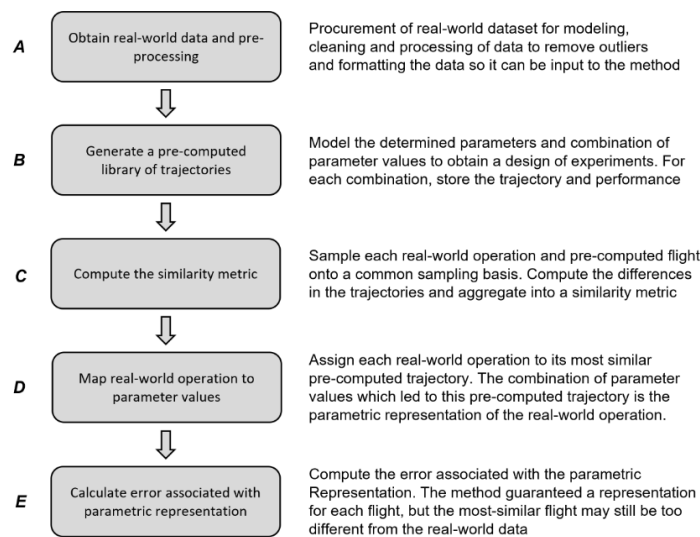 A
Obtain real-world data and pre-
processing
Procurement of real-world dataset for modeling,
cleaning and processing of data to remove outliers
and formatting the data so it can be input to the method
B
Generate a pre-computed
library of trajectories
Model the determined parameters and combination of
parameter values to obtain a design of experiments. For
each combination, store the trajectory and performance
C
Compute the similarity metric
Sample each real-world operation and pre-computed flight
onto a common sampling basis. Compute the differences
in the trajectories and aggregate into a similarity metric
D
Map real-world operation to
parameter values
Assign each real-world operation to its most similar
pre-computed trajectory. The combination of parameter
values which led to this pre-computed trajectory is the
parametric representation of the real-world operation.
E
Calculate error associated with
parametric representation
Compute the error associated with the parametric
Representation. The method guaranteed a representation
for each flight, but the most-similar flight may still be too
different from the real-world data